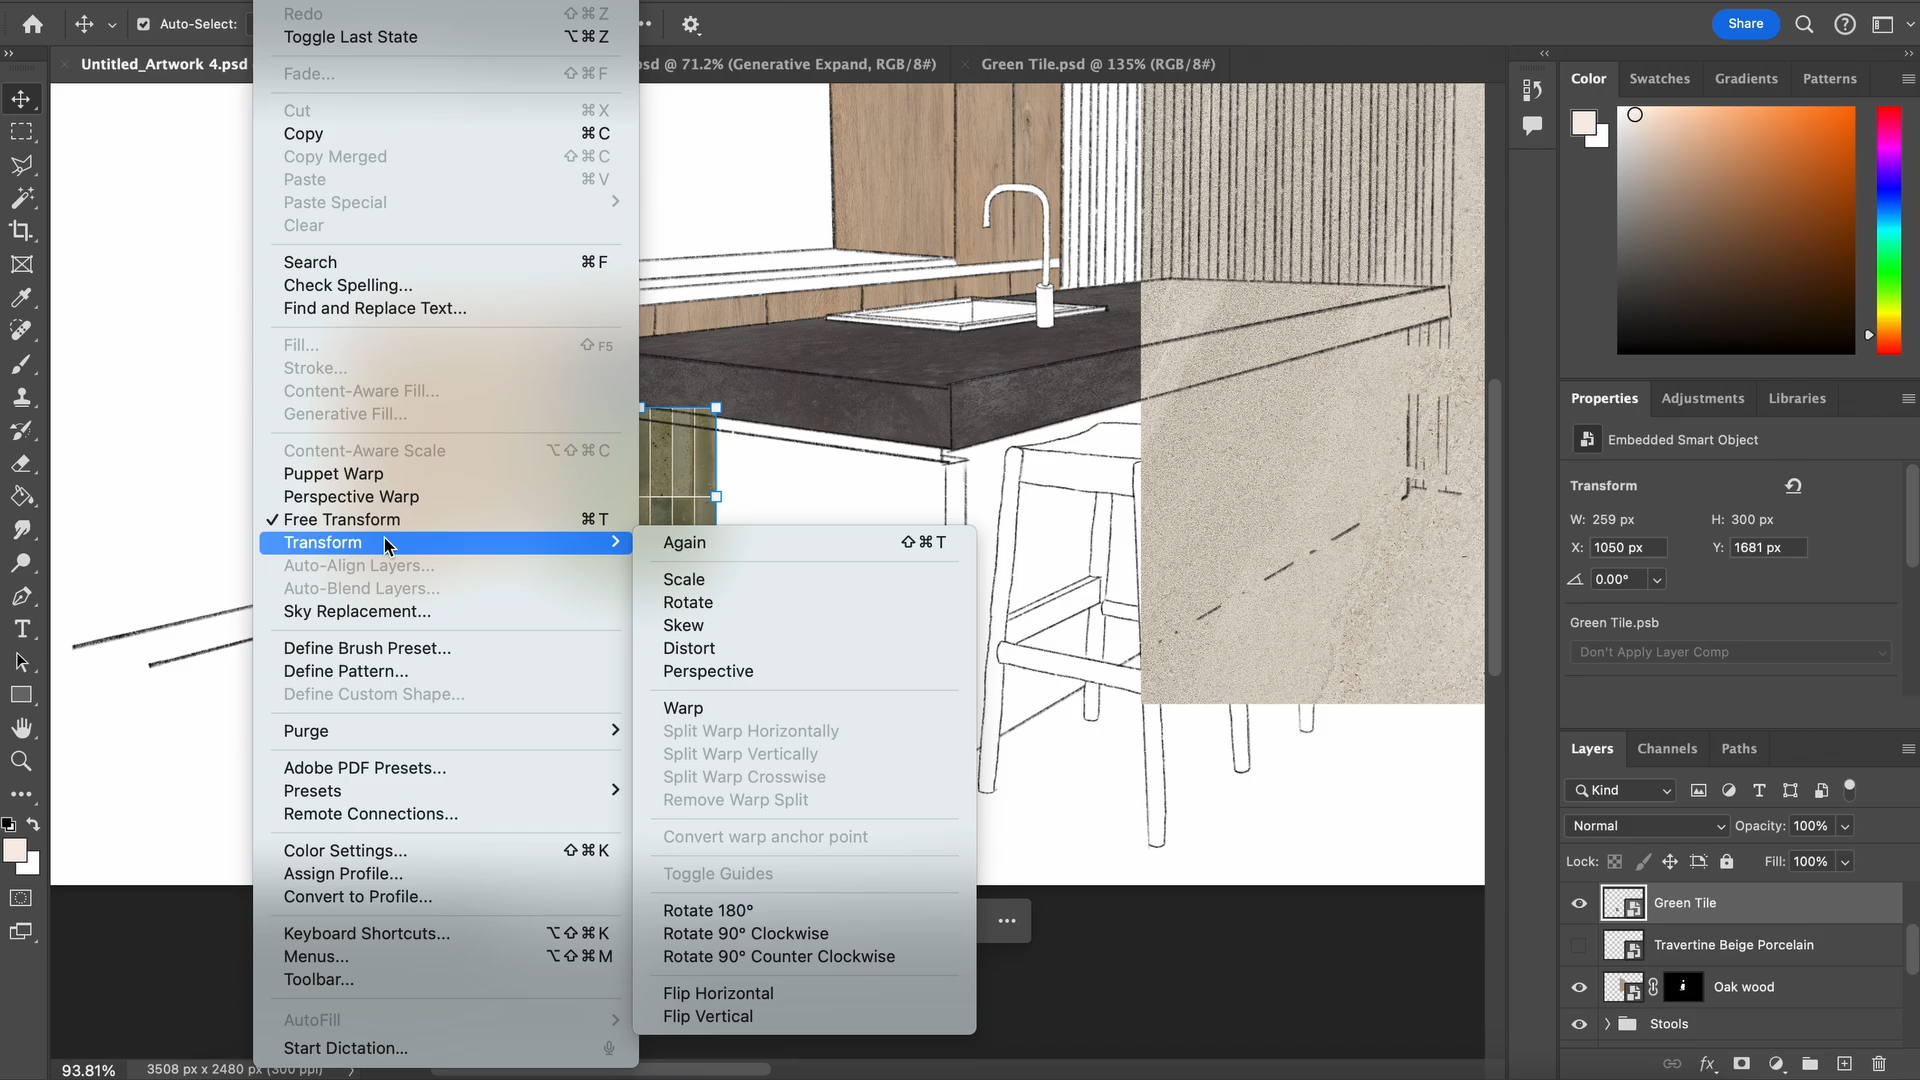 Auto-Select:
Share
Untitled_Artwork 4.psd
psd @ 71.2% (Generative Expand, RGB/8#)
Green Tile.psd @ 135% (RGB/8#)
Redo ⇧⌘Z
Toggle Last State ⌥⌘Z
Fade... ⇧⌘F
Cut ⌘X
Copy ⌘C
Copy Merged ⇧⌘C
Paste ⌘V
Paste Special
Clear
Search ⌘F
Check Spelling...
Find and Replace Text...
Fill... ⇧F5
Stroke...
Content-Aware Fill...
Generative Fill...
Content-Aware Scale ⌥⇧⌘C
Puppet Warp
Perspective Warp
✓ Free Transform ⌘T
Transform
Auto-Align Layers...
Auto-Blend Layers...
Sky Replacement...
Define Brush Preset...
Define Pattern...
Define Custom Shape...
Purge
Adobe PDF Presets...
Presets
Remote Connections...
Color Settings... ⇧⌘K
Assign Profile...
Convert to Profile...
Keyboard Shortcuts... ⌥⇧⌘K
Menus... ⌥⇧⌘M
Toolbar...
AutoFill
Start Dictation...
Again ⇧⌘T
Scale
Rotate
Skew
Distort
Perspective
Warp
Split Warp Horizontally
Split Warp Vertically
Split Warp Crosswise
Remove Warp Split
Convert warp anchor point
Toggle Guides
Rotate 180°
Rotate 90° Clockwise
Rotate 90° Counter Clockwise
Flip Horizontal
Flip Vertical
93.81% 3508 px x 2480 px (300 ppi)
Color Swatches Gradients Patterns
Properties Adjustments Libraries
Embedded Smart Object
Transform
W: 259 px H: 300 px
X: 1050 px Y: 1681 px
0.00°
Green Tile.psb
Don't Apply Layer Comp
Layers Channels Paths
Kind
Normal Opacity: 100%
Lock: Fill: 100%
Green Tile
Travertine Beige Porcelain
Oak wood
Stools
fx